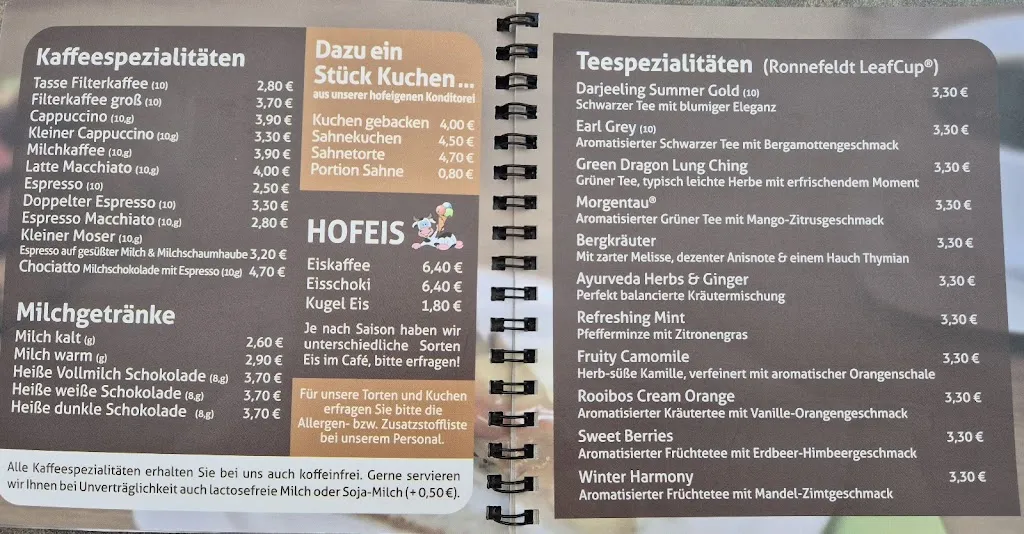 Kaffeespezialitäten
Tasse Filterkaffee (10) 2,80 €
Filterkaffee groß (10) 3,70 €
Cappuccino (10,g) 3,90 €
Kleiner Cappuccino (10,g) 3,30 €
Milchkaffee (10,g) 3,90 €
Latte Macchiato (10,g) 4,00 €
Espresso (10) 2,50 €
Doppelter Espresso (10) 3,30 €
Espresso Macchiato (10,g) 2,80 €
Kleiner Moser (10,g)
Espresso auf gesüßter Milch & Milchschaumhaube 3,20 €
Chociatto Milchschokolade mit Espresso (10g) 4,70 €
Milchgetränke
Milch kalt (g) 2,60 €
Milch warm (g) 2,90 €
Heiße Vollmilch Schokolade (8,g) 3,70 €
Heiße weiße Schokolade (8,g) 3,70 €
Heiße dunkle Schokolade (8,g) 3,70 €
Dazu ein
Stück Kuchen...
aus unserer hofeigenen Konditorei
Kuchen gebacken 4,00 €
Sahnekuchen 4,50 €
Sahnetorte 4,70 €
Portion Sahne 0,80 €
HOFEIS
Eiskaffee 6,40 €
Eisschoki 6,40 €
Kugel Eis 1,80 €
Je nach Saison haben wir
unterschiedliche Sorten
Eis im Café, bitte erfragen!
Für unsere Torten und Kuchen
erfragen Sie bitte die
Allergen- bzw. Zusatzstoffliste
bei unserem Personal.
Alle Kaffeespezialitäten erhalten Sie bei uns auch koffeinfrei. Gerne servieren
wir Ihnen bei Unverträglichkeit auch lactosefreie Milch oder Soja-Milch (+ 0,50 €).
Teespezialitäten (Ronnefeldt LeafCup®)
Darjeeling Summer Gold (10) 3,30 €
Schwarzer Tee mit blumiger Eleganz
Earl Grey (10) 3,30 €
Aromatisierter Schwarzer Tee mit Bergamottengeschmack
Green Dragon Lung Ching 3,30 €
Grüner Tee, typisch leichte Herbe mit erfrischendem Moment
Morgentau® 3,30 €
Aromatisierter Grüner Tee mit Mango-Zitrusgeschmack
Bergkräuter 3,30 €
Mit zarter Melisse, dezenter Anisnote & einem Hauch Thymian
Ayurveda Herbs & Ginger 3,30 €
Perfekt balancierte Kräutermischung
Refreshing Mint 3,30 €
Pfefferminze mit Zitronengras
Fruity Camomile 3,30 €
Herb-süße Kamille, verfeinert mit aromatischer Orangenschale
Rooibos Cream Orange 3,30 €
Aromatisierter Kräutertee mit Vanille-Orangengeschmack
Sweet Berries 3,30 €
Aromatisierter Früchtetee mit Erdbeer-Himbeergeschmack
Winter Harmony 3,30 €
Aromatisierter Früchtetee mit Mandel-Zimtgeschmack